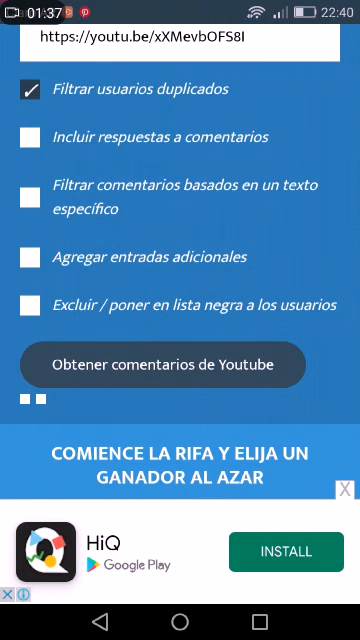 01:37
22:40
https://youtu.be/xXMevbOFS8I
Filtrar usuarios duplicados
Incluir respuestas a comentarios
Filtrar comentarios basados en un texto
específico
Agregar entradas adicionales
Excluir / poner en lista negra a los usuarios
Obtener comentarios de Youtube
COMIENCE LA RIFA Y ELIJA UN
GANADOR AL AZAR
X
HiQ
Google Play
INSTALL